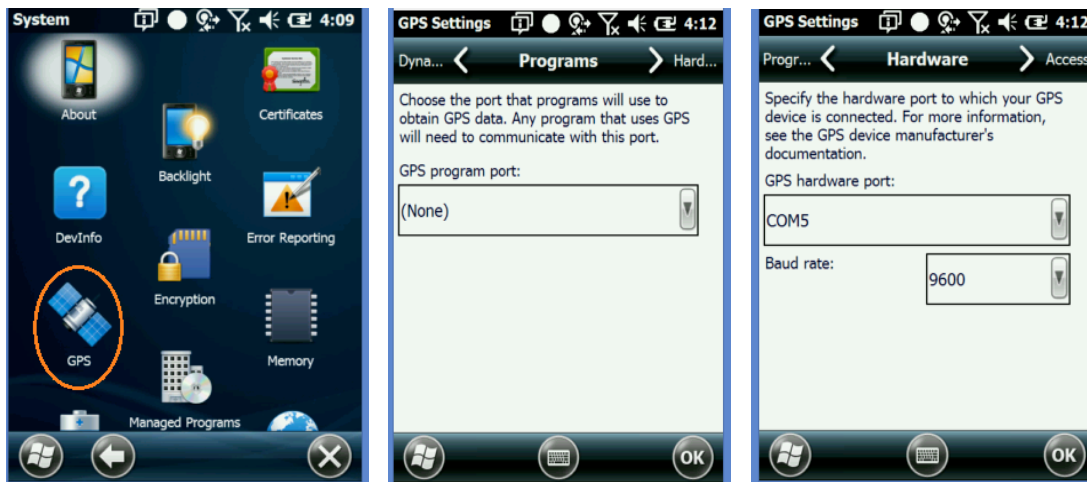 System 4:09
About
Certificates
Backlight
DevInfo
Error Reporting
Encryption
GPS
Memory
Managed Programs
GPS Settings 4:12
Dyna... Programs Hard...
Choose the port that programs will use to
obtain GPS data. Any program that uses GPS
will need to communicate with this port.
GPS program port:
(None)
OK
GPS Settings 4:12
Progr... Hardware Access
Specify the hardware port to which your GPS
device is connected. For more information,
see the GPS device manufacturer's
documentation.
GPS hardware port:
COM5
Baud rate:
9600
OK